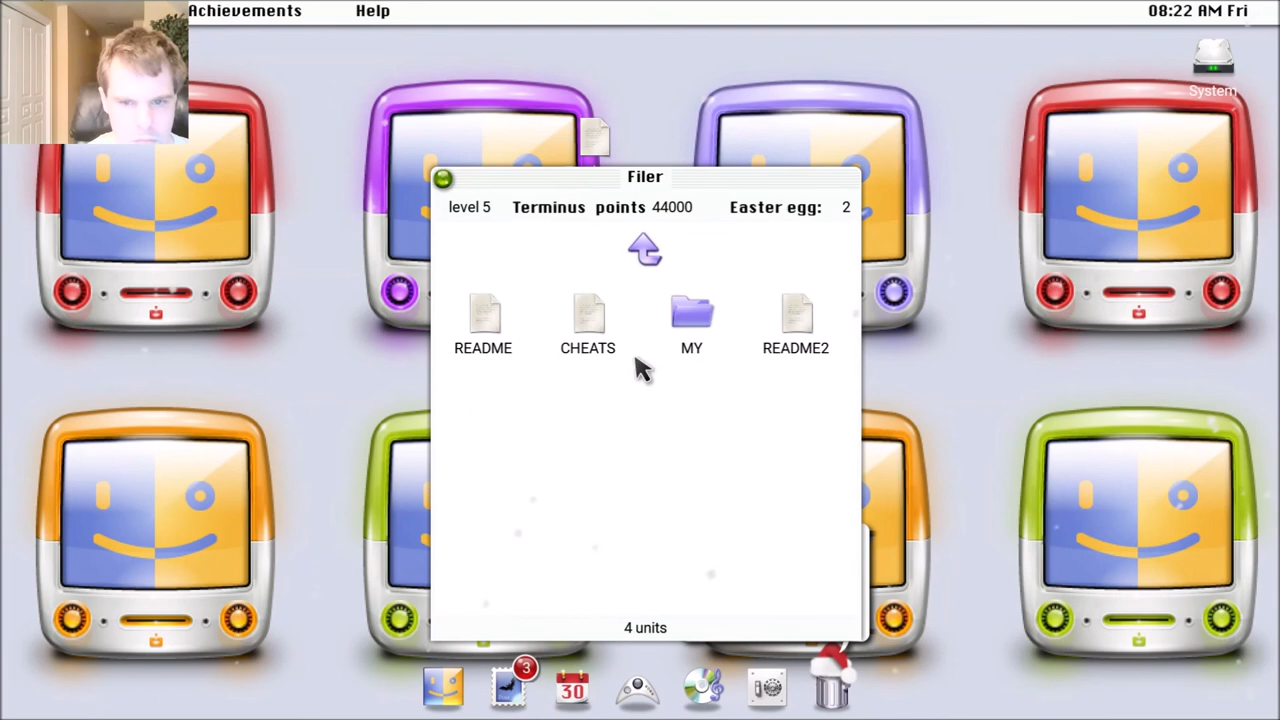 Achievements Help 08:22 AM Fri
System
Filer
level 5 Terminus points 44000 Easter egg: 2
README CHEATS MY README2
4 units
3
30